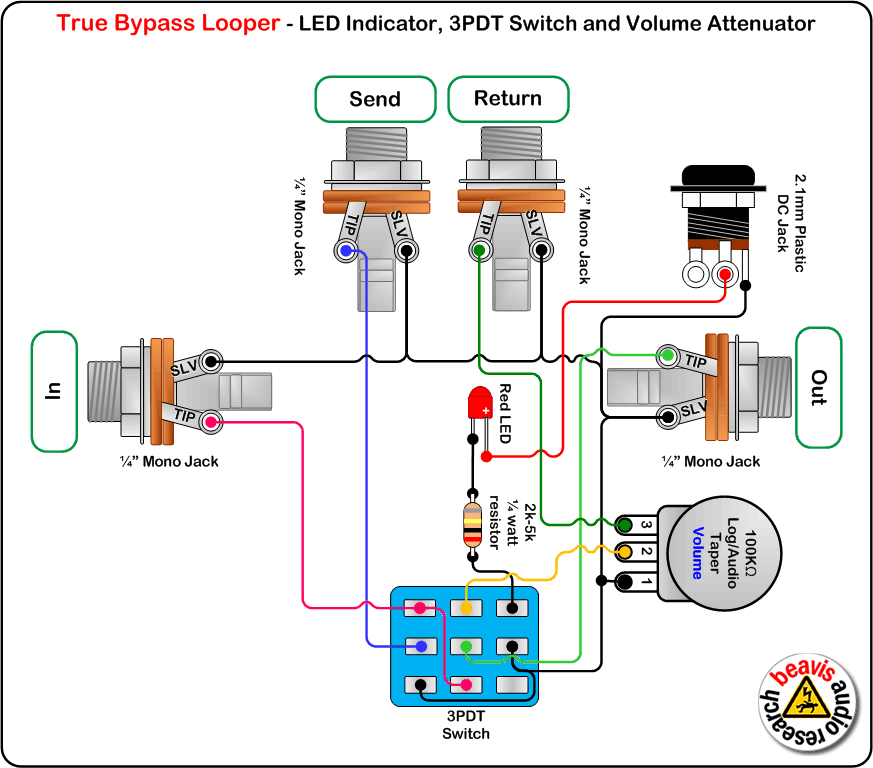 True Bypass Looper - LED Indicator, 3PDT Switch and Volume Attenuator
Send
Return
¼” Mono Jack
TIP
SLV
TIP
SLV
¼” Mono Jack
2.1mm Plastic
DC Jack
In
SLV
TIP
¼” Mono Jack
Red LED
+
TIP
SLV
Out
¼” Mono Jack
2k-5k
¼ watt
resistor
3
2
1
100KΩ
Log/Audio
Taper
Volume
3PDT
Switch
beavis audio research